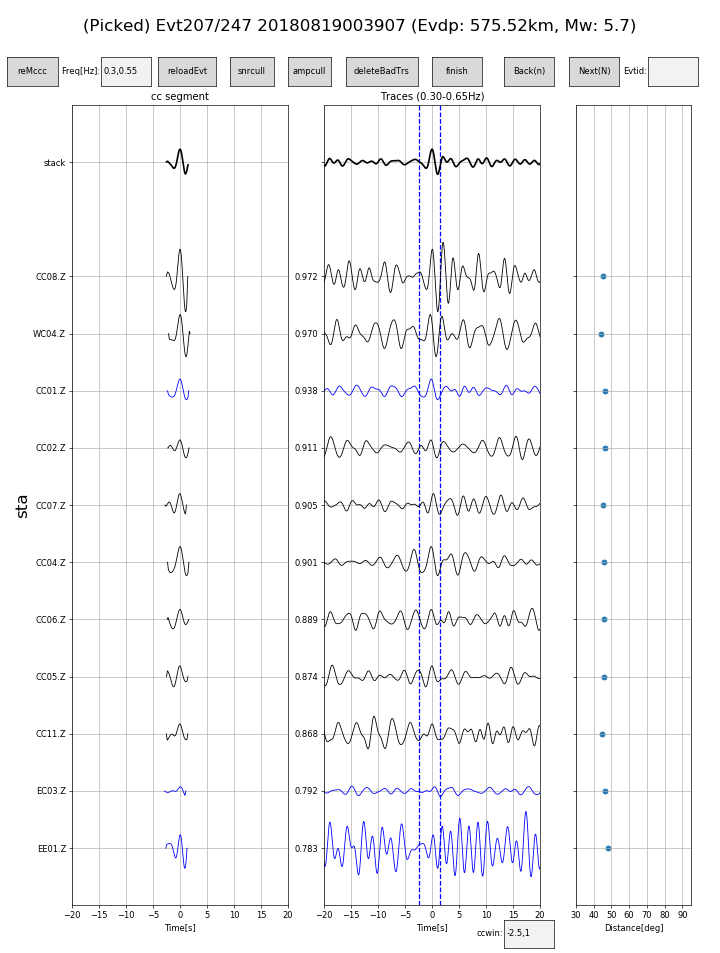 (Picked) Evt207/247 20180819003907 (Evdp: 575.52km, Mw: 5.7)
reMccc Freq[Hz]: 0.3,0.55 reloadEvt snrcull ampcull deleteBadTrs finish Back(n) Next(N) Evtid:
cc segment Traces (0.30-0.65Hz)
stack
CC08.Z 0.972
WC04.Z 0.970
CC01.Z 0.938
CC02.Z 0.911
CC07.Z 0.905
sta
CC04.Z 0.901
CC06.Z 0.889
CC05.Z 0.874
CC11.Z 0.868
EC03.Z 0.792
EE01.Z 0.783
−20 −15 −10 −5 0 5 10 15 20 −20 −15 −10 −5 0 5 10 15 20 30 40 50 60 70 80 90
Time[s] Time[s] Distance[deg]
ccwin: -2.5,1